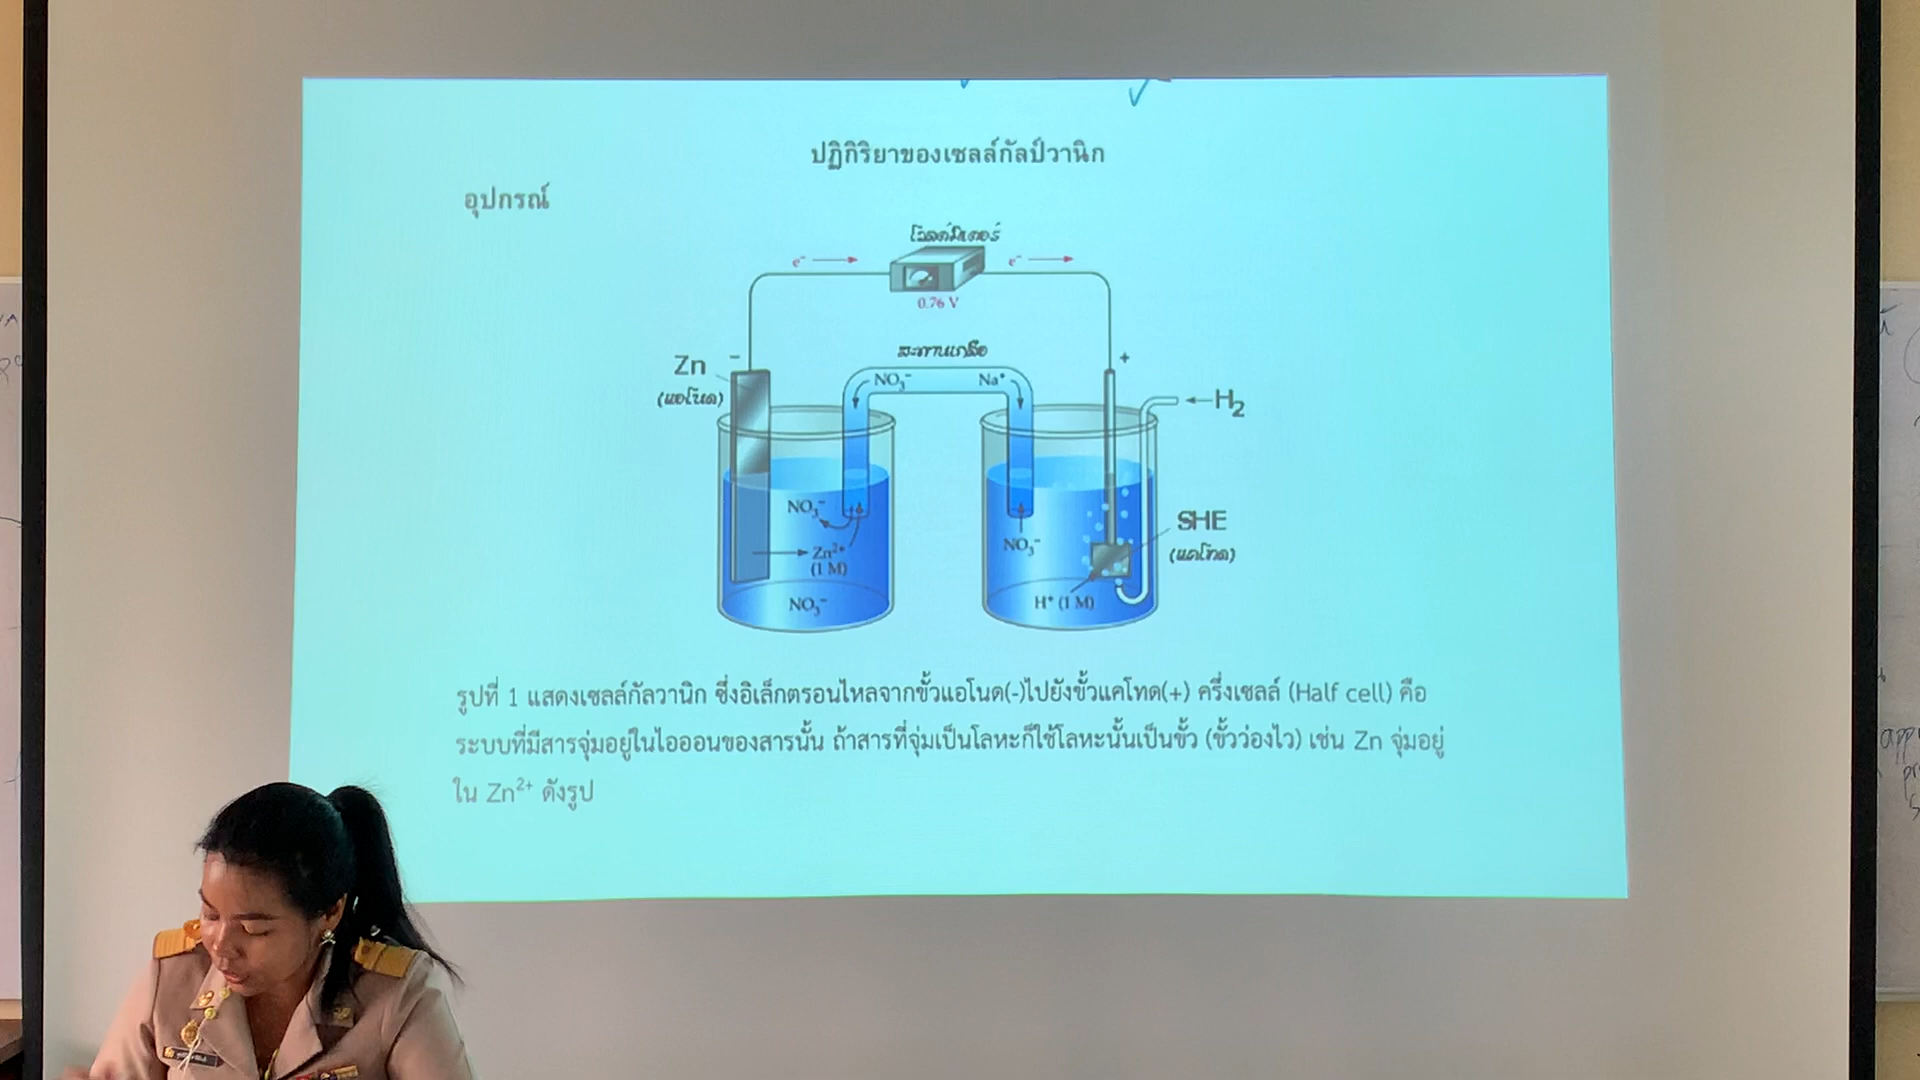 ปฏิกิริยาของเซลล์กัลป์วานิก
อุปกรณ์
โวลต์มิเตอร์
e⁻ → e⁻ →
0.76 V
สะพานเกลือ
Zn − +
(แอโนด)
NO₃⁻ Na⁺
←H₂
NO₃⁻
SHE
(แคโทด)
Zn²⁺
(1 M)
NO₃⁻
NO₃⁻
H⁺ (1 M)
รูปที่ 1 แสดงเซลล์กัลวานิก ซึ่งอิเล็กตรอนไหลจากขั้วแอโนด(-)ไปยังขั้วแคโทด(+) ครึ่งเซลล์ (Half cell) คือ
ระบบที่มีสารจุ่มอยู่ในไอออนของสารนั้น ถ้าสารที่จุ่มเป็นโลหะก็ใช้โลหะนั้นเป็นขั้ว (ขั้วว่องไว) เช่น Zn จุ่มอยู่
ใน Zn²⁺ ดังรูป